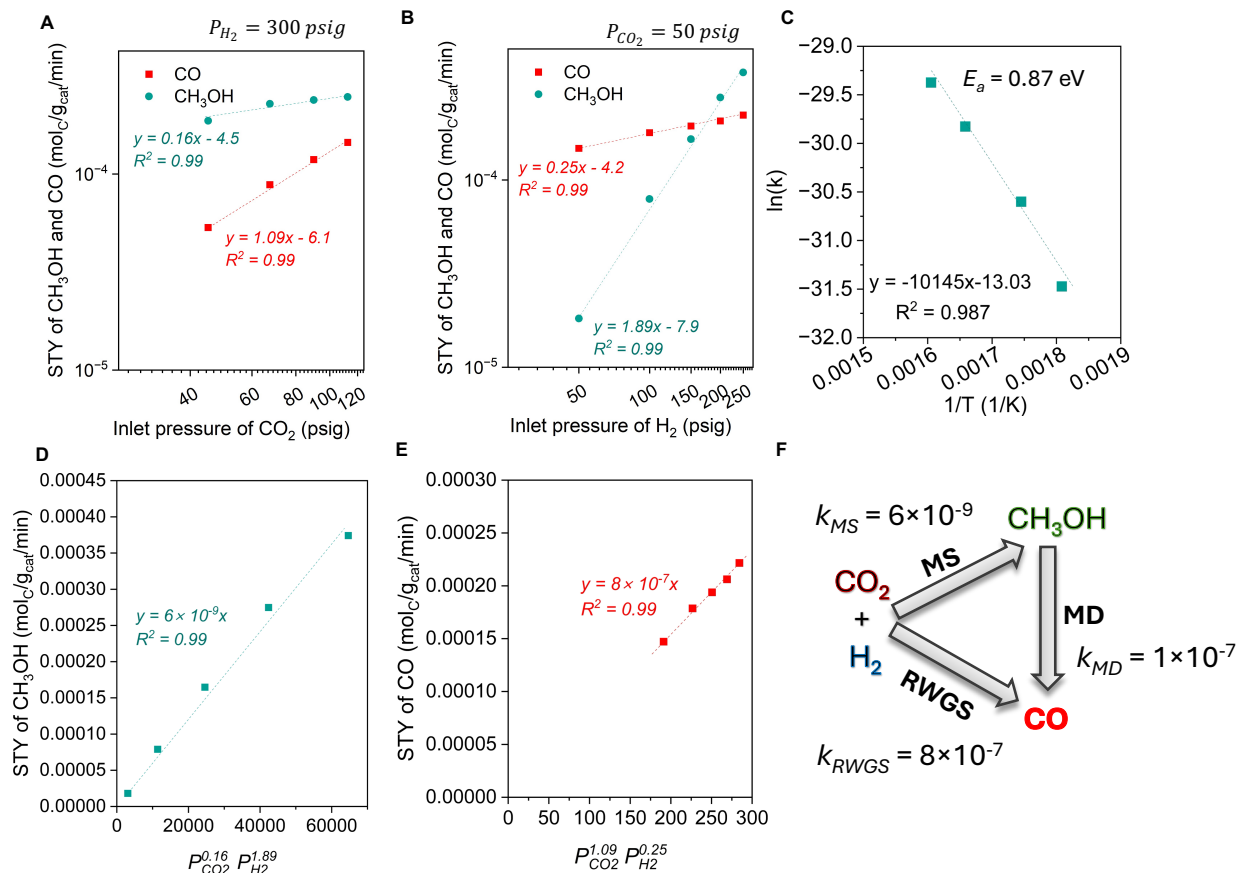 A
P_{H_2} = 300 psig
STY of CH₃OH and CO (mol_C/g_cat/min)
CO
CH₃OH
y = 0.16x - 4.5
R² = 0.99
10⁻⁴
y = 1.09x - 6.1
R² = 0.99
10⁻⁵
40
60
80
100
120
Inlet pressure of CO₂ (psig)
B
P_{CO_2} = 50 psig
STY of CH₃OH and CO (mol_C/g_cat/min)
CO
CH₃OH
10⁻⁴
y = 0.25x - 4.2
R² = 0.99
y = 1.89x - 7.9
R² = 0.99
10⁻⁵
50
100
150
200
250
Inlet pressure of H₂ (psig)
C
E_a = 0.87 eV
ln(k)
−29.0
−29.5
−30.0
−30.5
−31.0
−31.5
−32.0
y = -10145x-13.03
R² = 0.987
0.0015
0.0016
0.0017
0.0018
0.0019
1/T (1/K)
D
STY of CH₃OH (mol_C/g_cat/min)
0.00045
0.00040
0.00035
0.00030
0.00025
0.00020
0.00015
0.00010
0.00005
0.00000
y = 6× 10⁻⁹x
R² = 0.99
0
20000
40000
60000
P_{CO2}^{0.16} P_{H2}^{1.89}
E
STY of CO (mol_C/g_cat/min)
0.00030
0.00025
0.00020
0.00015
0.00010
0.00005
0.00000
y = 8× 10⁻⁷x
R² = 0.99
0
50
100
150
200
250
300
P_{CO2}^{1.09} P_{H2}^{0.25}
F
k_{MS} = 6×10⁻⁹
CH₃OH
MS
CO₂
+
H₂
MD
k_{MD} = 1×10⁻⁷
RWGS
CO
k_{RWGS} = 8×10⁻⁷